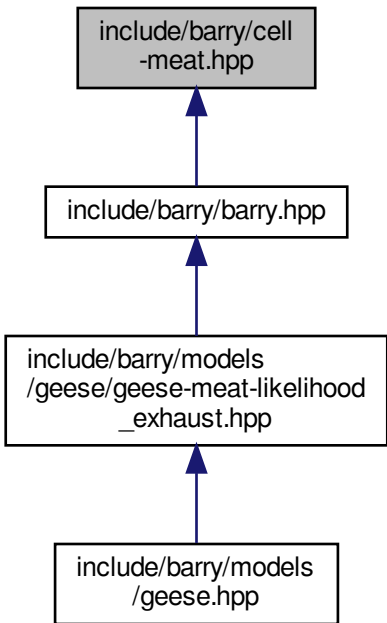 include/barry/cell
-meat.hpp
include/barry/barry.hpp
include/barry/models
/geese/geese-meat-likelihood
_exhaust.hpp
include/barry/models
/geese.hpp